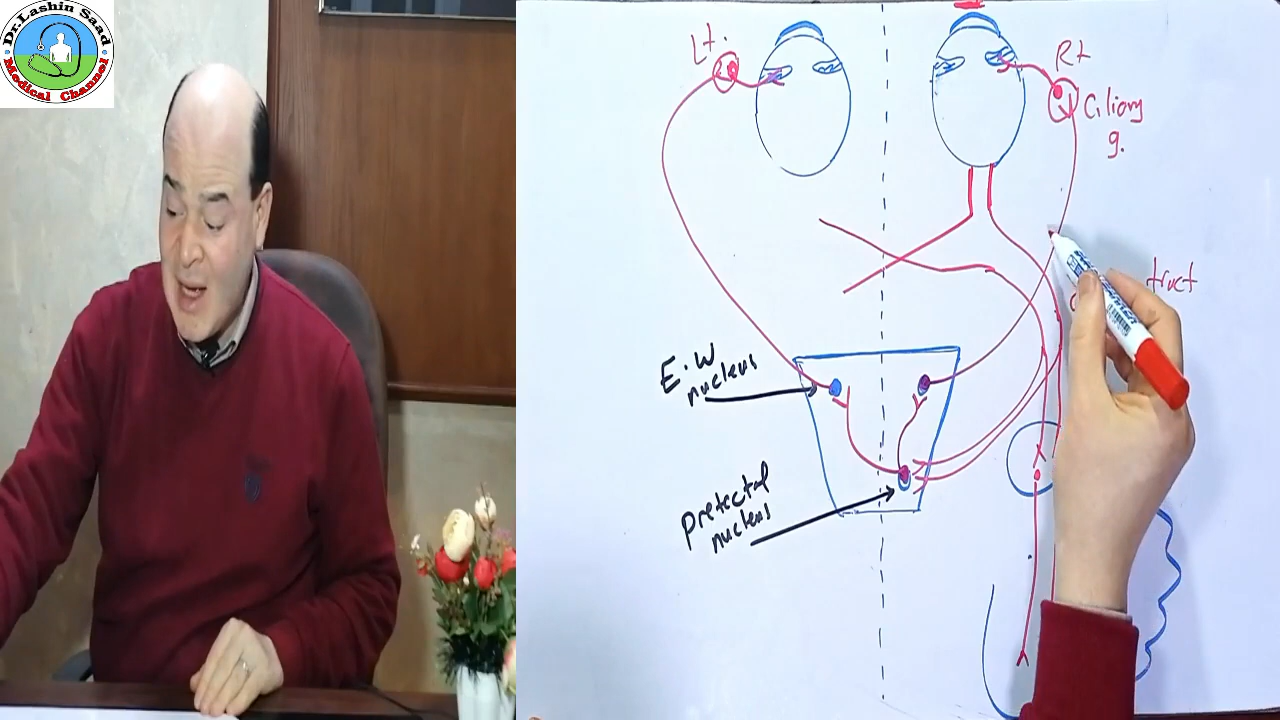 Dr.Lashin Saad
Medical Channel
Lt.
Rt
Ciliary
g.
tract
E.W
nucleus
pretectal
nucleus